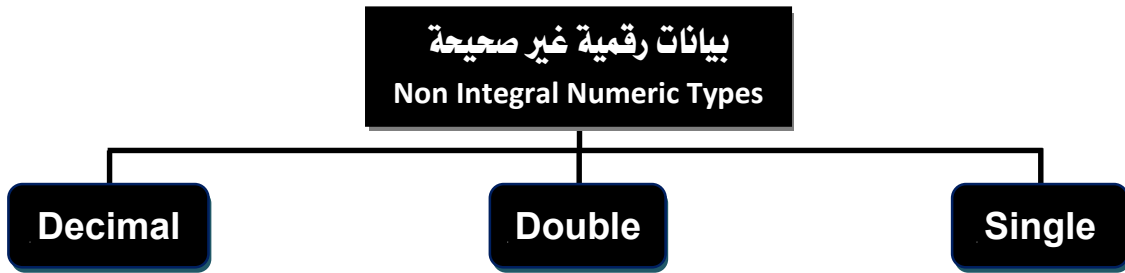 بيانات رقمية غير صحيحة
Non Integral Numeric Types
Decimal
Double
Single